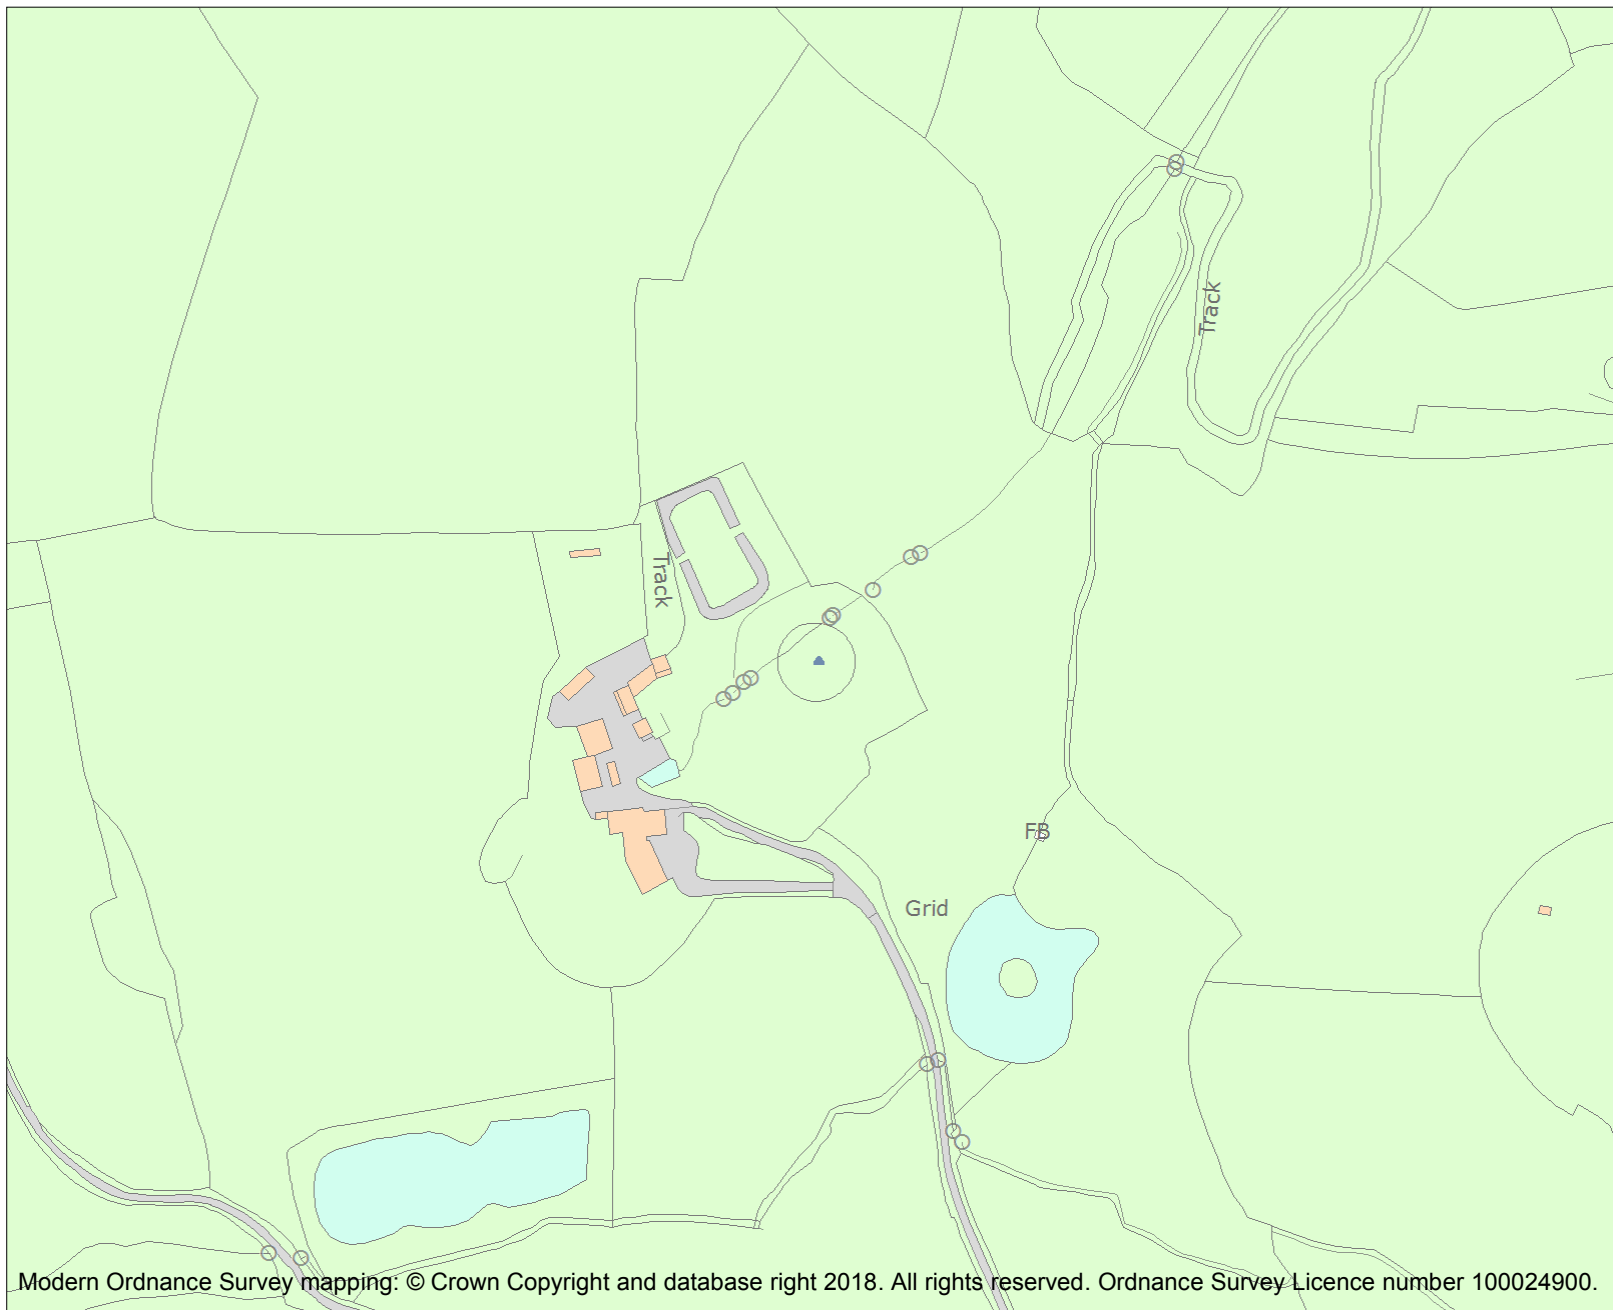 Track
Track
FB
Grid
Modern Ordnance Survey mapping: © Crown Copyright and database right 2018. All rights reserved. Ordnance Survey Licence number 100024900.